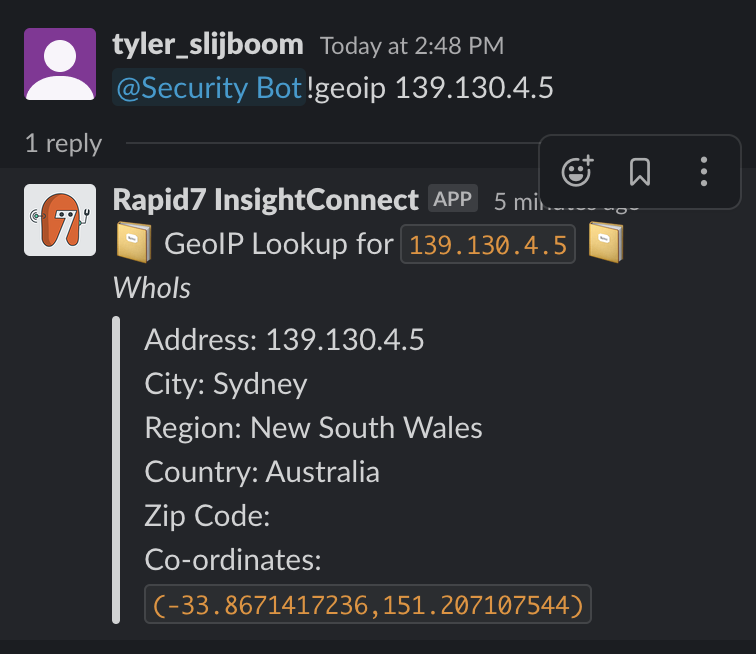 tyler_slijboom Today at 2:48 PM
@Security Bot !geoip 139.130.4.5
1 reply
Rapid7 InsightConnect APP 5 minutes ago
GeoIP Lookup for 139.130.4.5
WhoIs
Address: 139.130.4.5
City: Sydney
Region: New South Wales
Country: Australia
Zip Code:
Co-ordinates:
(-33.8671417236,151.207107544)